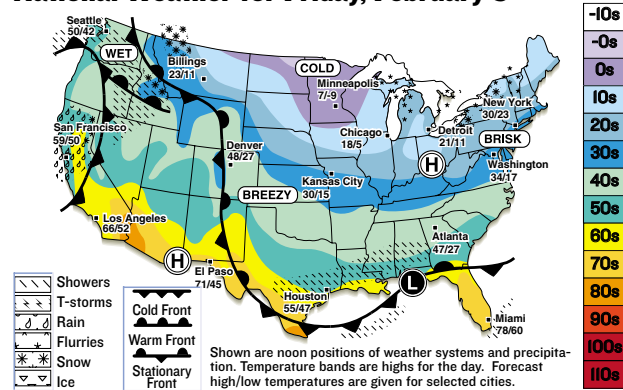 National Weather for Friday, February
Seattle
50/42
WET
Billings
23/11
COLD
Minneapolis
7/-9
New York
30/23
San Francisco
59/50
Chicago
18/5
Detroit
21/11
BRISK
Denver
48/27
H
Washington
34/17
Kansas City
30/15
BREEZY
Los Angeles
66/52
Atlanta
47/27
H
El Paso
71/45
L
Houston
55/47
Miami
78/60
Showers
T-storms
Rain
Flurries
Snow
Ice
Cold Front
Warm Front
Stationary
Front
Shown are noon positions of weather systems and precipita-
tion. Temperature bands are highs for the day. Forecast
high/low temperatures are given for selected cities.
-10s
-0s
0s
10s
20s
30s
40s
50s
60s
70s
80s
90s
100s
110s